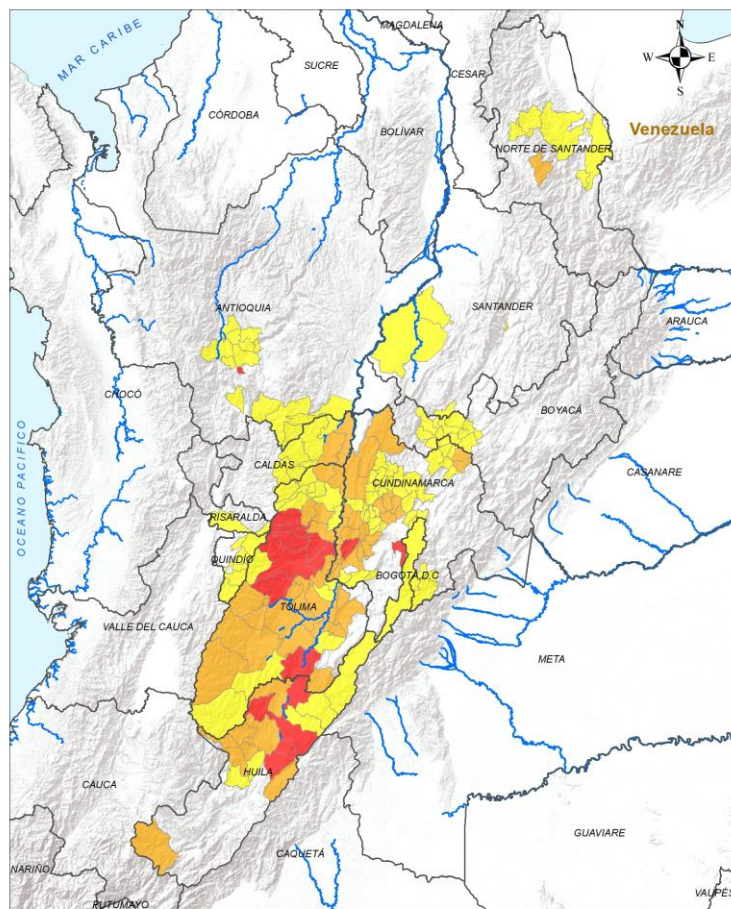 MAGDALENA
MAR CARIBE
SUCRE
CESAR
N
W E
S
CÓRDOBA
BOLÍVAR
Venezuela
NORTE DE SANTANDER
ANTIOQUIA
SANTANDER
ARAUCA
CHOCÓ
BOYACÁ
CALDAS
CUNDINAMARCA
CASANARE
OCEANO PACIFICO
RISARALDA
QUINDÍO
BOGOTÁ, D.C
TOLIMA
VALLE DEL CAUCA
META
HUILA
CAUCA
GUAVIARE
CAQUETÁ
NARIÑO
PUTUMAYO
VAUPÉS